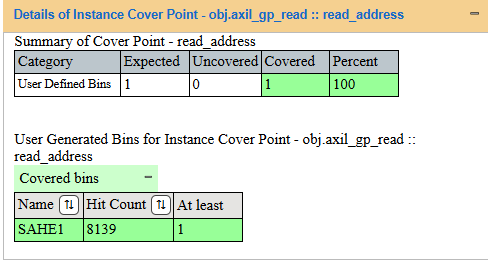 Details of Instance Cover Point - obj.axil_gp_read :: read_address
Summary of Cover Point - read_address
Category Expected Uncovered Covered Percent
User Defined Bins 1 0 1 100
User Generated Bins for Instance Cover Point - obj.axil_gp_read ::
read_address
Covered bins
Name Hit Count At least
SAHE1 8139 1